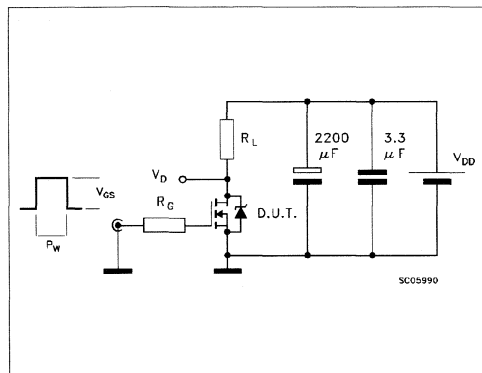 R_L
2200
μF
3.3
μF
V_DD
V_D
V_GS
R_G
D.U.T.
P_W
SC05990